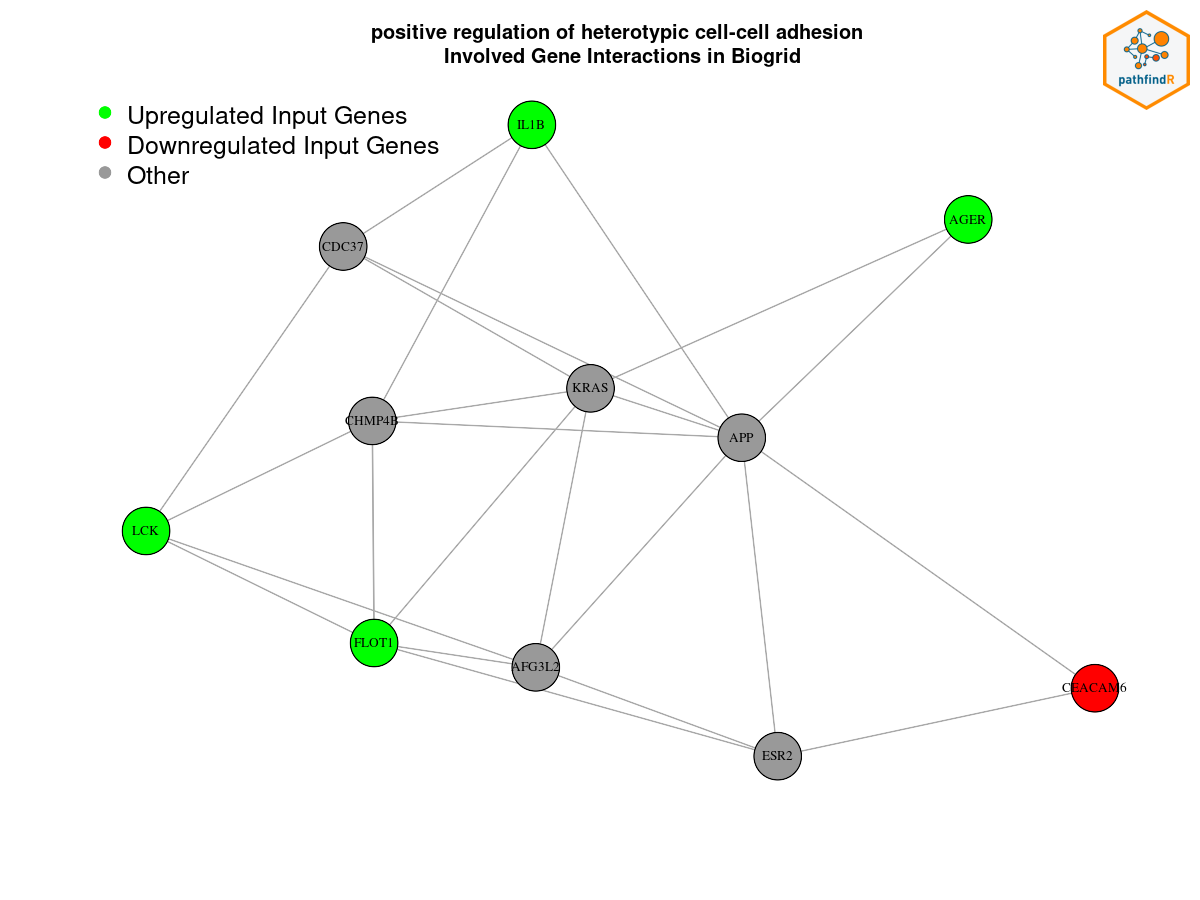 positive regulation of heterotypic cell-cell adhesion
Involved Gene Interactions in Biogrid
pathfindR
Upregulated Input Genes
Downregulated Input Genes
Other
IL1B
AGER
CDC37
KRAS
CHMP4B
APP
LCK
FLOT1
AFG3L2
CEACAM6
ESR2